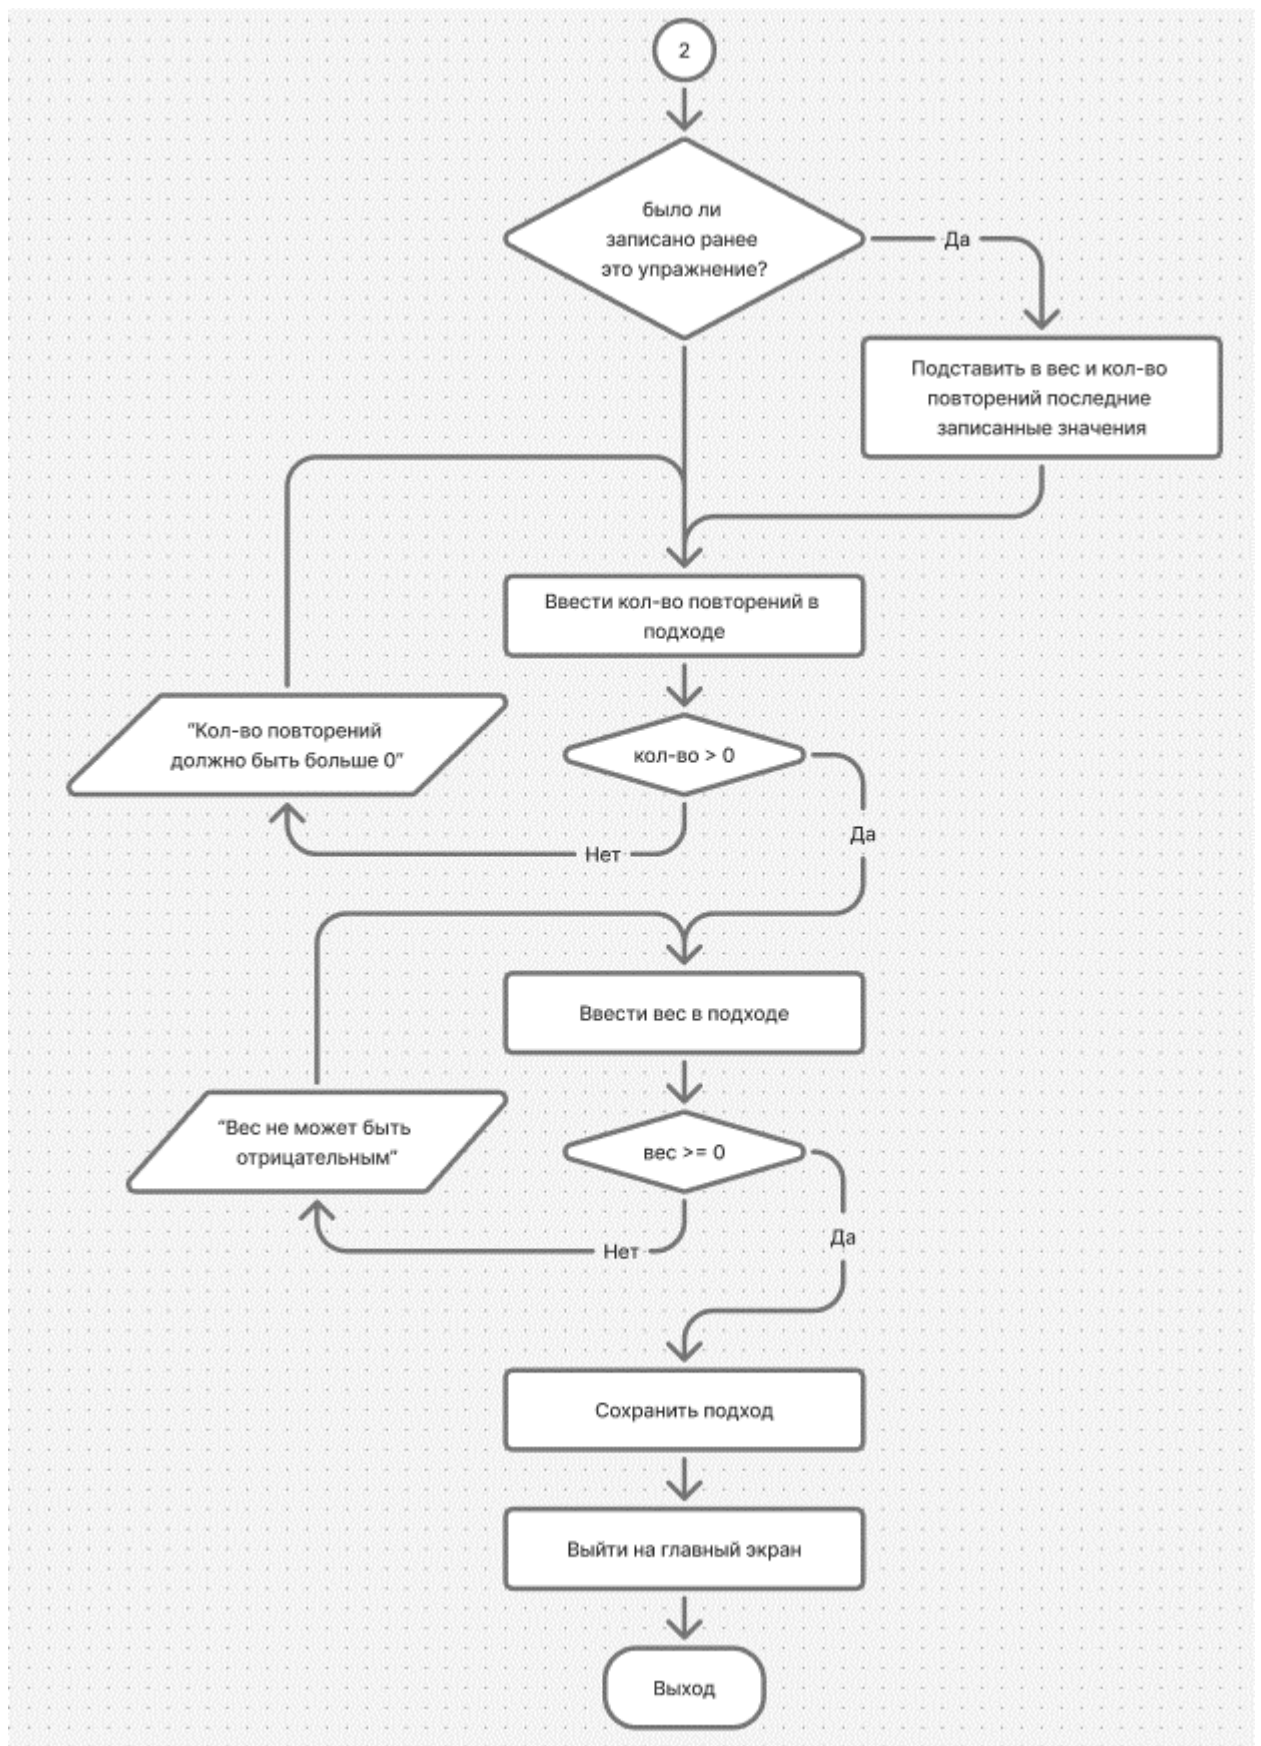 2
было ли
записано ранее
это упражнение?
Да
Подставить в вес и кол-во
повторений последние
записанные значения
Ввести кол-во повторений в
подходе
“Кол-во повторений
должно быть больше 0”
кол-во > 0
Да
Нет
Ввести вес в подходе
“Вес не может быть
отрицательным”
вес >= 0
Да
Нет
Сохранить подход
Выйти на главный экран
Выход